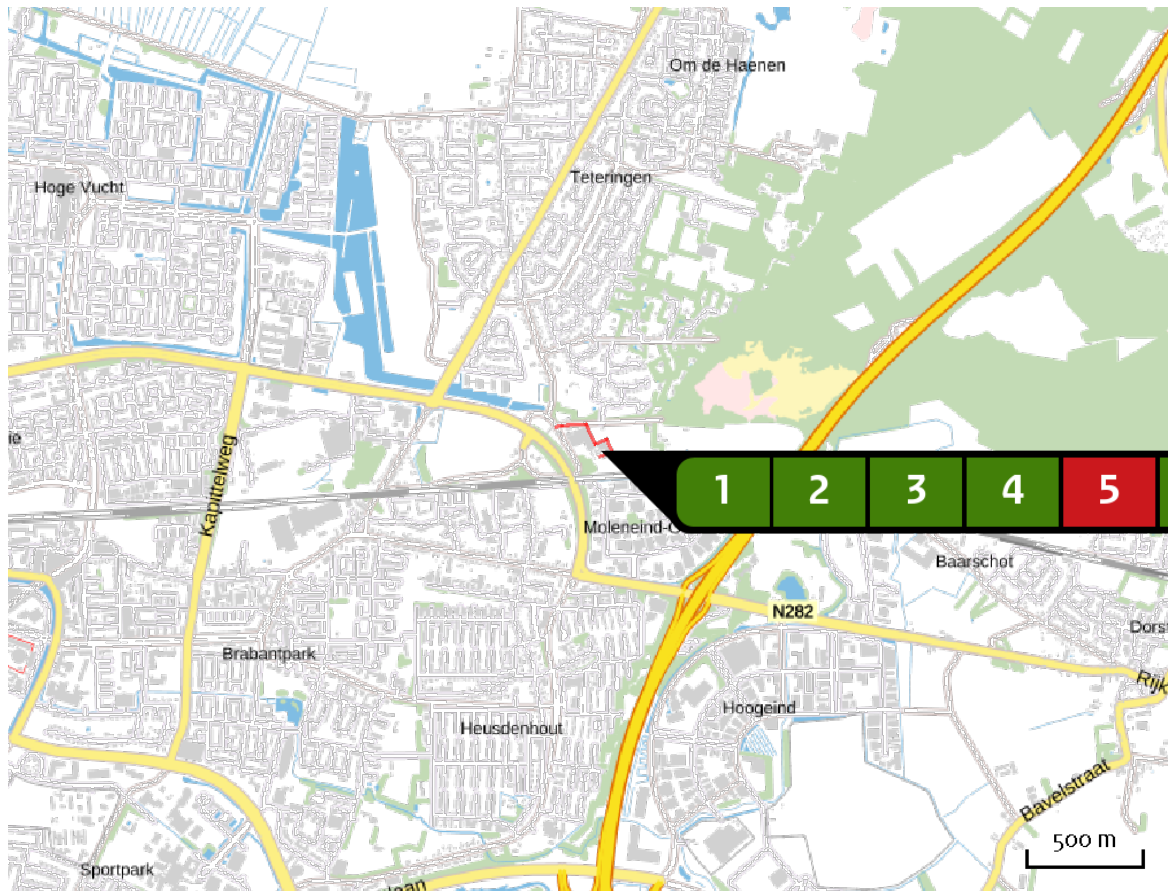 Om de Haenen
Teteringen
Hoge Vucht
Kapittelweg
1 2 3 4 5
Moleneind-
Baarschot
N282
Brabantpark
Rijk
Hoogeind
Heusdenhout
Bavelstraat
500 m
Sportpark
laan